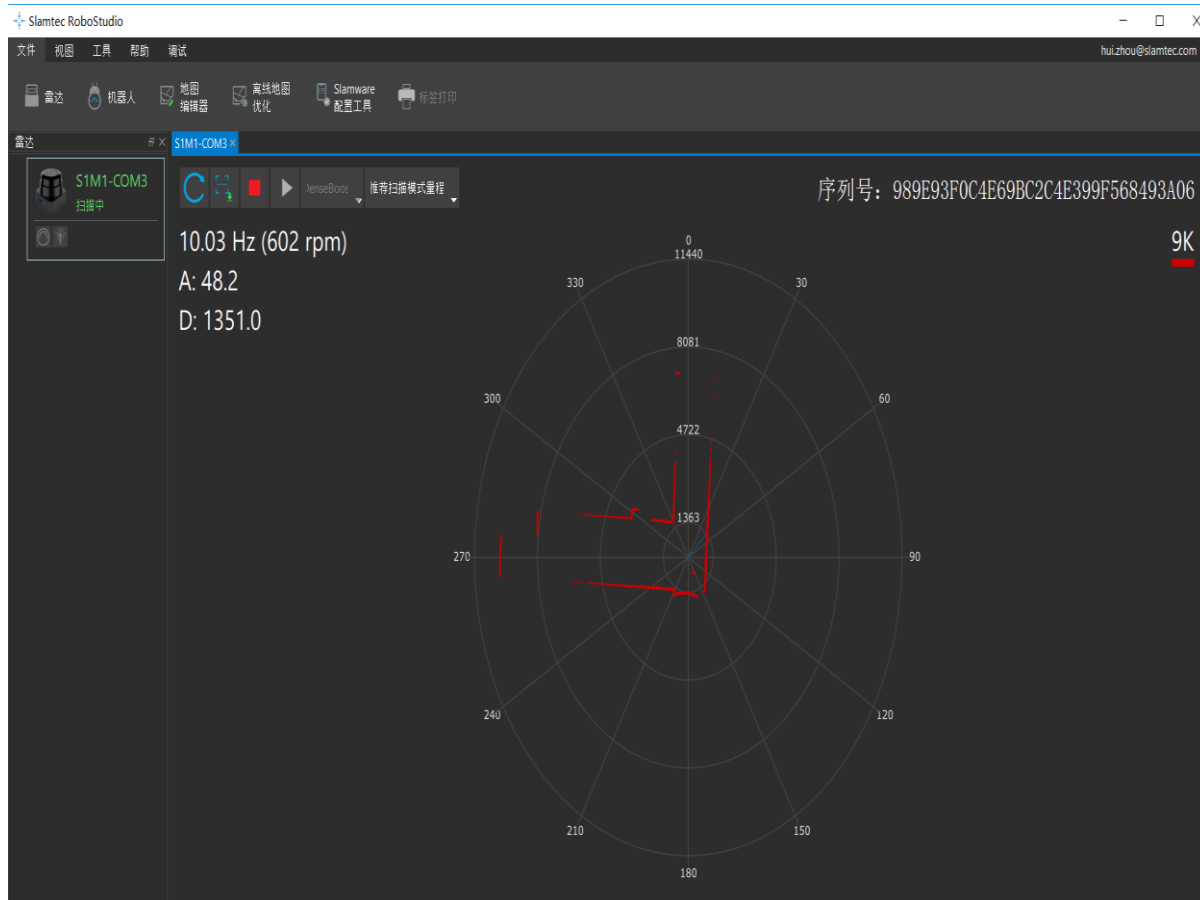 Slamtec RoboStudio
文件 视图 工具 帮助 调试 hui.zhou@slamtec.com
雷达 机器人 地图 编辑器 离线地图 优化 Slamware 配置工具 标签打印
雷达 S1M1-COM3
S1M1-COM3
扫描中
推荐扫描模式量程
序列号: 989E93F0C4E69BC2C4E399F568493A06
10.03 Hz (602 rpm)
9K
A: 48.2
D: 1351.0
0
11440
330
30
8081
300
60
4722
1363
270
90
240
120
210
150
180